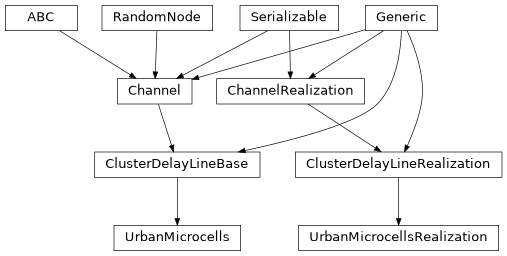 ABC
RandomNode
Serializable
Generic
Channel
ChannelRealization
ClusterDelayLineBase
ClusterDelayLineRealization
UrbanMicrocells
UrbanMicrocellsRealization